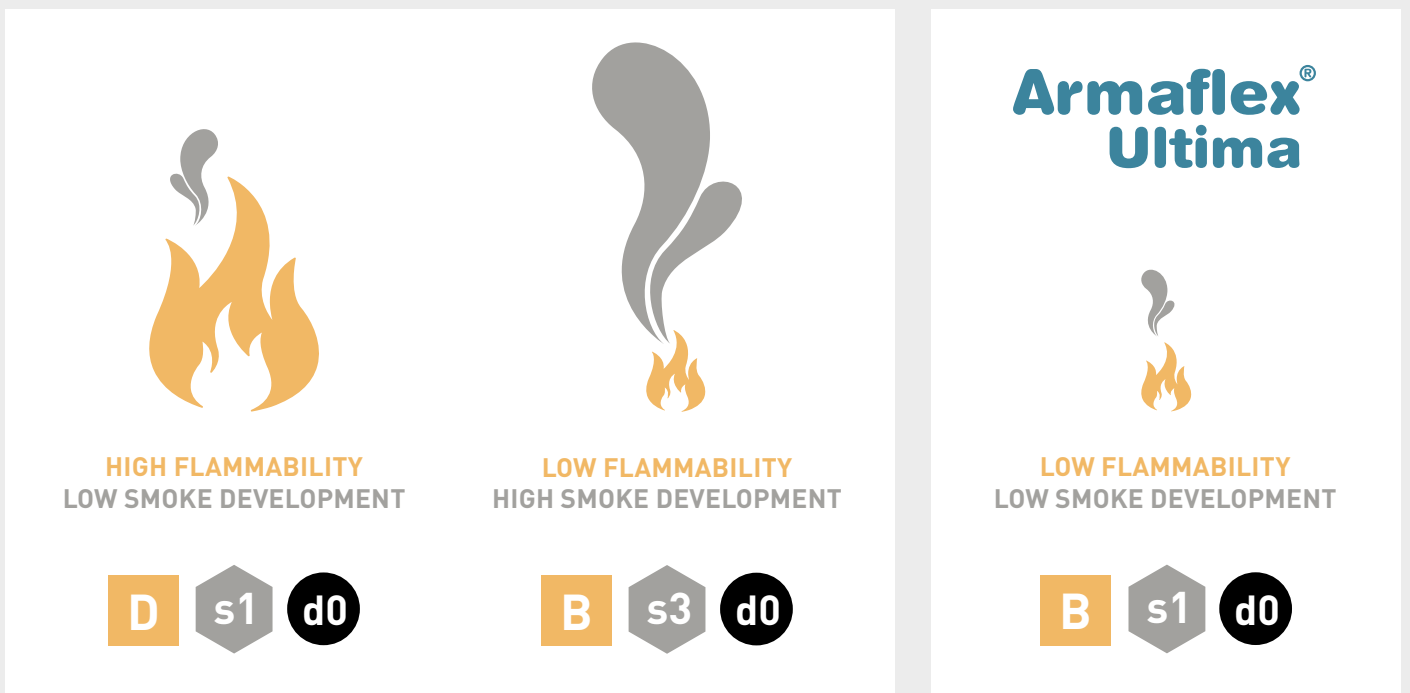 HIGH FLAMMABILITY
LOW SMOKE DEVELOPMENT
D s1 d0
LOW FLAMMABILITY
HIGH SMOKE DEVELOPMENT
B s3 d0
Armaflex®
Ultima
LOW FLAMMABILITY
LOW SMOKE DEVELOPMENT
B s1 d0